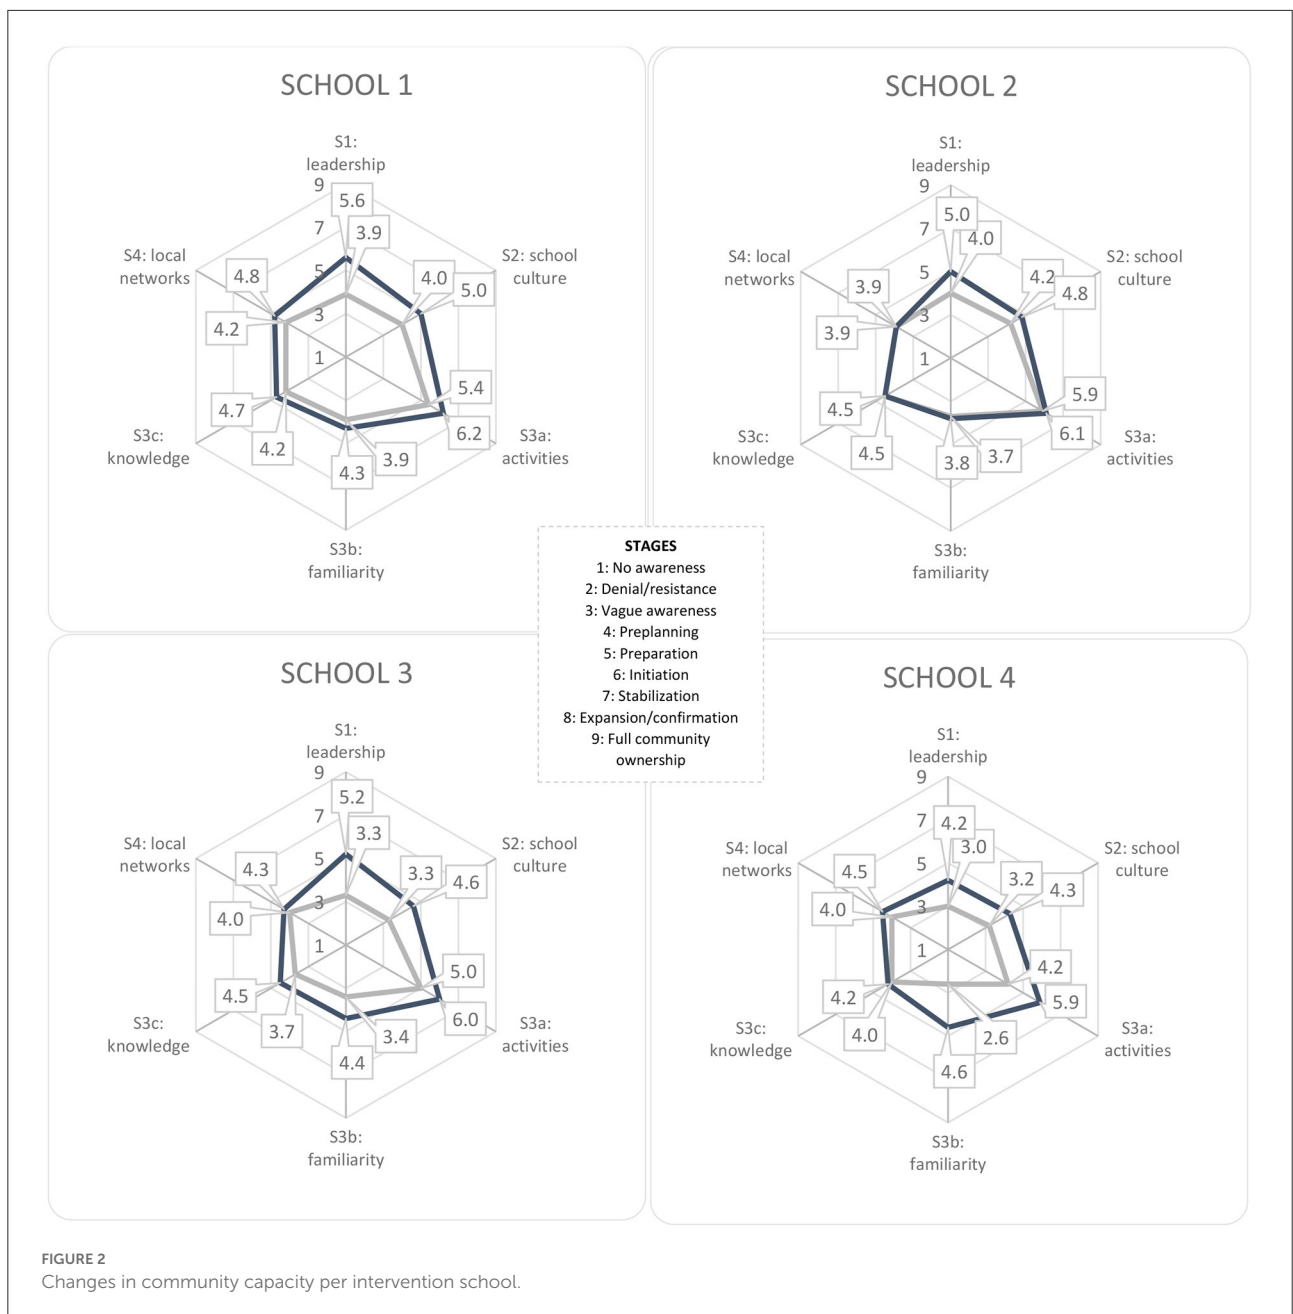 SCHOOL 1
S1:
leadership
9
5.6
7
3.9
S4: local
networks
S2: school
culture
4.8
5
4.0
5.0
4.2
3
1
5.4
4.7
6.2
S3c:
knowledge
4.2
3.9
S3a:
activities
4.3
S3b:
familiarity
SCHOOL 2
S1:
leadership
9
5.0
7
4.0
S4: local
networks
S2: school
culture
3.9
5
4.2
4.8
3.9
3
1
5.9
4.5
6.1
S3c:
knowledge
4.5
3.8
3.7
S3a:
activities
S3b:
familiarity
STAGES
1: No awareness
2: Denial/resistance
3: Vague awareness
4: Preplanning
5: Preparation
6: Initiation
7: Stabilization
8: Expansion/confirmation
9: Full community
ownership
SCHOOL 3
S1:
leadership
9
5.2
7
3.3
S4: local
networks
S2: school
culture
4.3
5
3.3
4.6
4.0
3
1
5.0
4.5
6.0
S3c:
knowledge
3.7
3.4
S3a:
activities
4.4
S3b:
familiarity
SCHOOL 4
S1:
leadership
9
7
4.2
3.0
S4: local
networks
S2: school
culture
4.5
5
3.2
4.3
4.0
3
1
4.2
4.2
5.9
S3c:
knowledge
4.0
2.6
S3a:
activities
4.6
S3b:
familiarity
FIGURE 2
Changes in community capacity per intervention school.